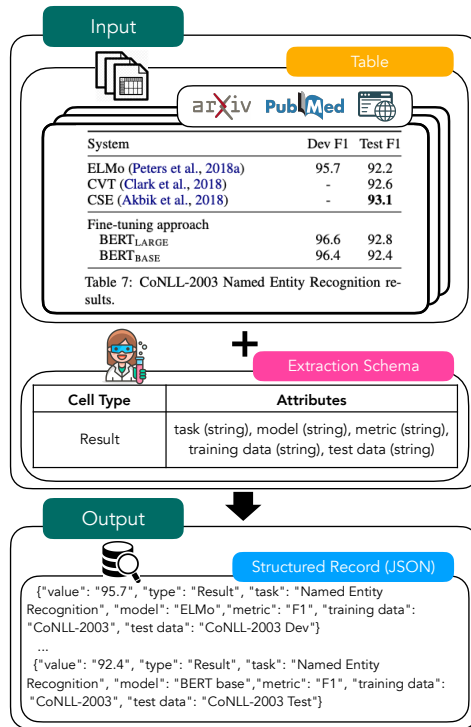 Input
Table
arXiv PubMed
System Dev F1 Test F1
ELMo (Peters et al., 2018a) 95.7 92.2
CVT (Clark et al., 2018) - 92.6
CSE (Akbik et al., 2018) - 93.1
Fine-tuning approach
BERTLARGE 96.6 92.8
BERTBASE 96.4 92.4
Table 7: CoNLL-2003 Named Entity Recognition re-
sults.
+
Extraction Schema
Cell Type Attributes
Result task (string), model (string), metric (string),
training data (string), test data (string)
Output
Structured Record (JSON)
{"value": "95.7", "type": "Result", "task": "Named Entity
Recognition", "model": "ELMo","metric": "F1", "training data":
"CoNLL-2003", "test data": "CoNLL-2003 Dev"}
...
{"value": "92.4", "type": "Result", "task": "Named Entity
Recognition", "model": "BERT base","metric": "F1", "training data":
"CoNLL-2003", "test data": "CoNLL-2003 Test"}